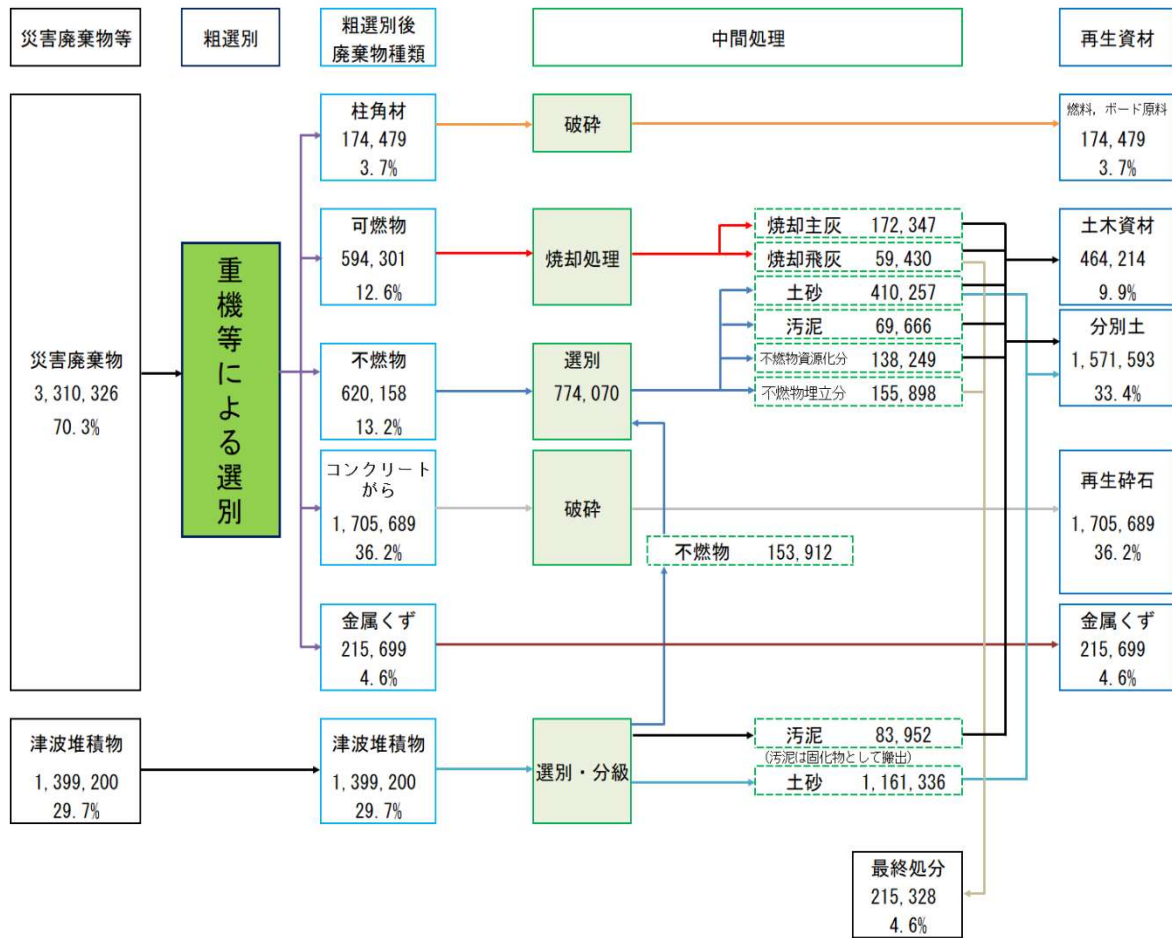 災害廃棄物等
粗選別
粗選別後
廃棄物種類
中間処理
再生資材
災害廃棄物
3,310,326
70.3%
重機等による選別
柱角材
174,479
3.7%
破砕
燃料，ボード原料
174,479
3.7%
可燃物
594,301
12.6%
焼却処理
焼却主灰 172,347
焼却飛灰 59,430
土砂 410,257
汚泥 69,666
不燃物資源化分 138,249
不燃物埋立分 155,898
土木資材
464,214
9.9%
分別土
1,571,593
33.4%
不燃物
620,158
13.2%
選別
774,070
コンクリート
がら
1,705,689
36.2%
破砕
不燃物 153,912
再生砕石
1,705,689
36.2%
金属くず
215,699
4.6%
金属くず
215,699
4.6%
津波堆積物
1,399,200
29.7%
津波堆積物
1,399,200
29.7%
選別・分級
汚泥 83,952
(汚泥は固化物として搬出)
土砂 1,161,336
最終処分
215,328
4.6%